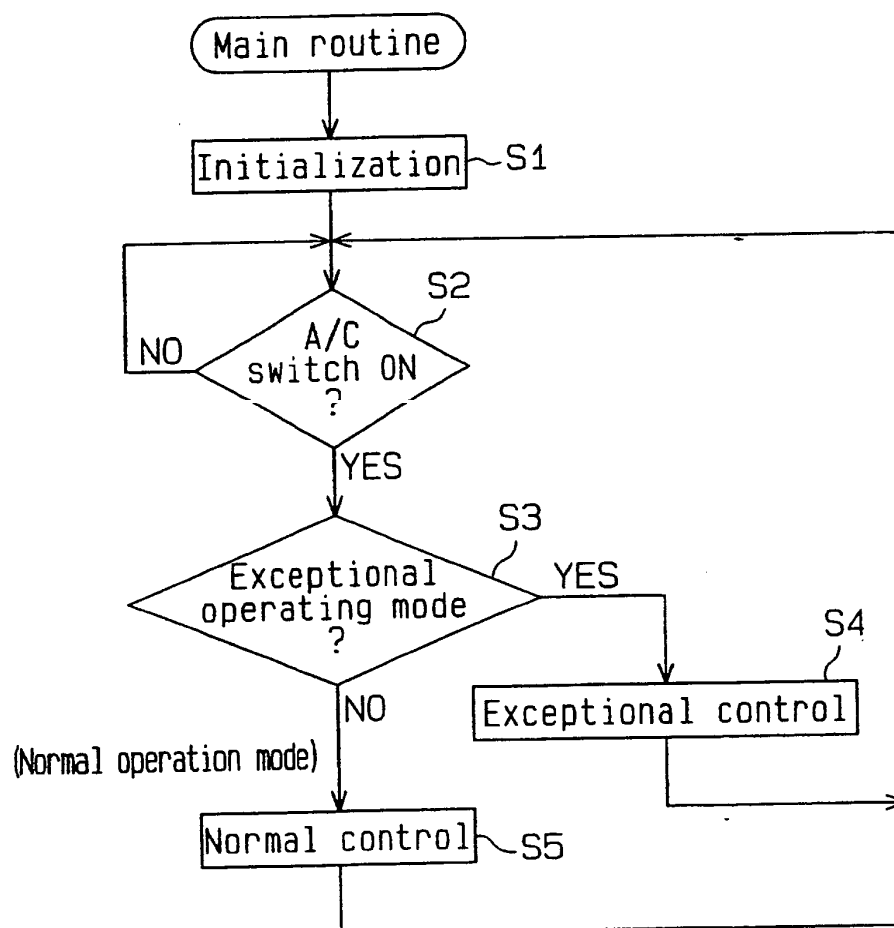 Main routine
Initialization
S1
S2
A/C
switch ON
?
NO
YES
S3
Exceptional
operating mode
?
YES
S4
Exceptional control
NO
(Normal operation mode)
Normal control
S5